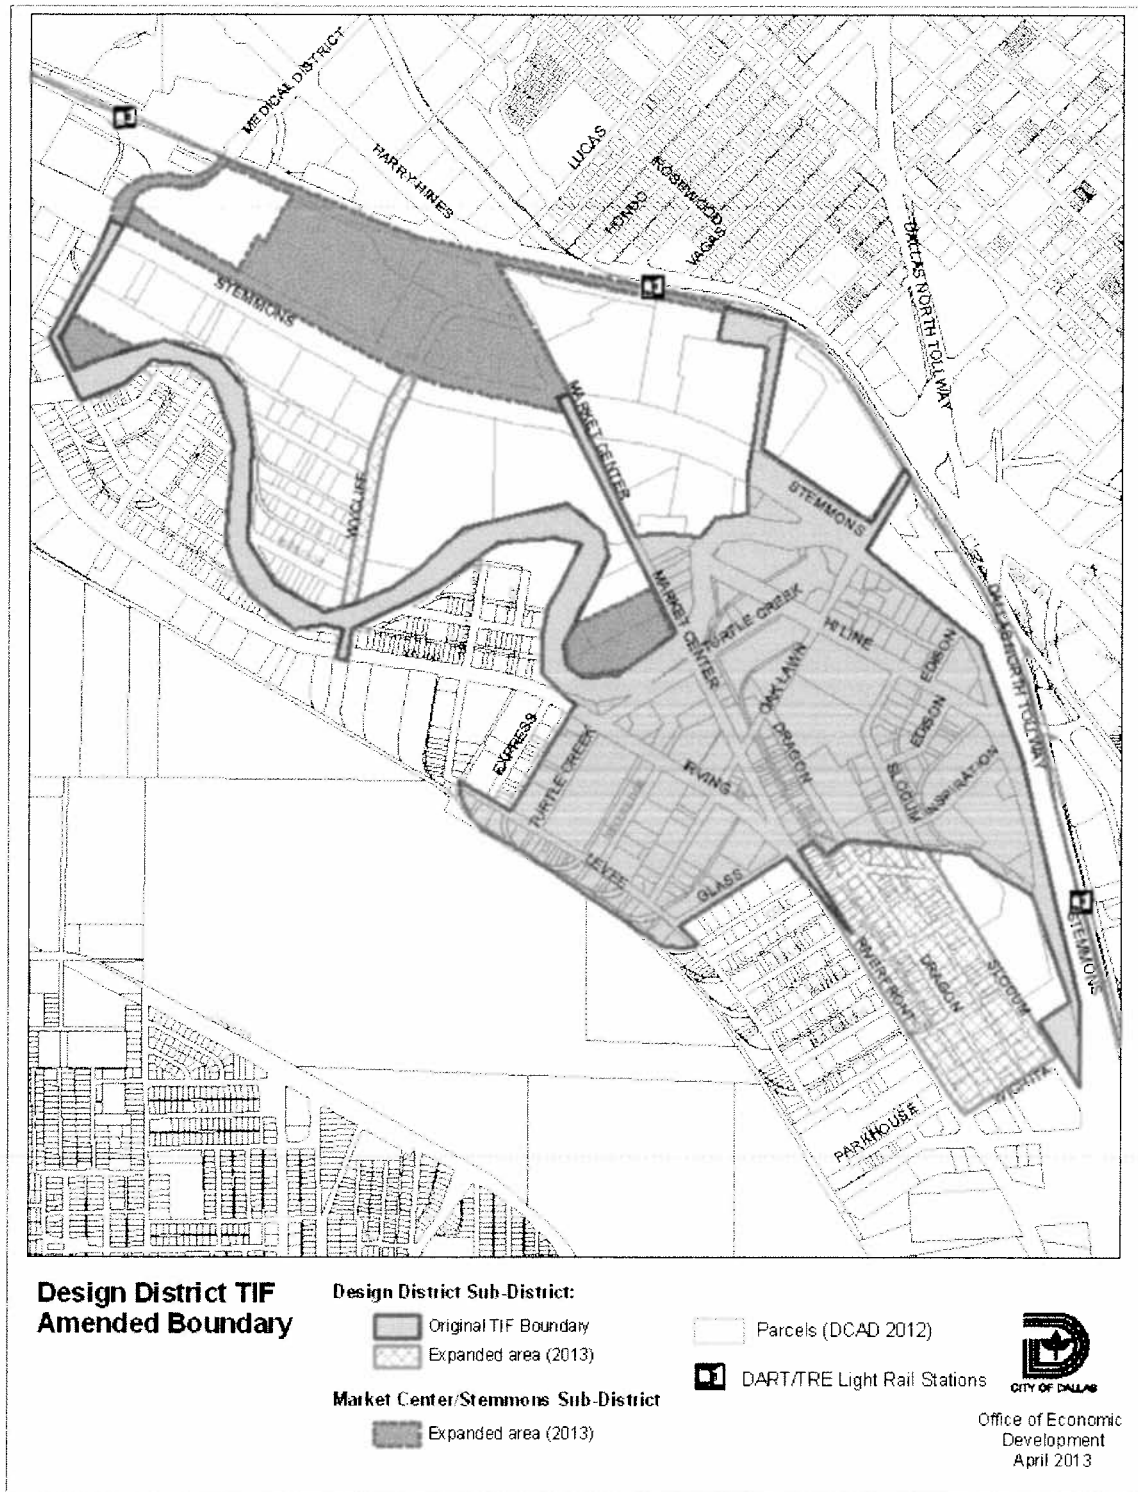 MEDICAL DISTRICT
HARRY HINES
LUCAS
HONDO
ROSEWOOD
VAGAS
DALLAS NORTH TOLLWAY
STEMMONS
MARKET CENTER
WYCLIFF
STEMMONS
MARKET CENTER
TURTLE CREEK
HI LINE
EDISON
DALLAS NORTH TOLLWAY
OAK LAWN
EDISON
EXPRESS
TURTLE CREEK
DRAGON
IRVING
SLOCUM
INSPIRATION
LEVEE
GLASS
STEMMONS
RIVERFRONT
DRAGON
SLOCUM
WICHITA
PARKHOUSE
Design District TIF
Amended Boundary
Design District Sub-District:
Original TIF Boundary
Expanded area (2013)
Market Center/Stemmons Sub-District
Expanded area (2013)
Parcels (DCAD 2012)
DART/TRE Light Rail Stations
CITY OF DALLAS
Office of Economic
Development
April 2013